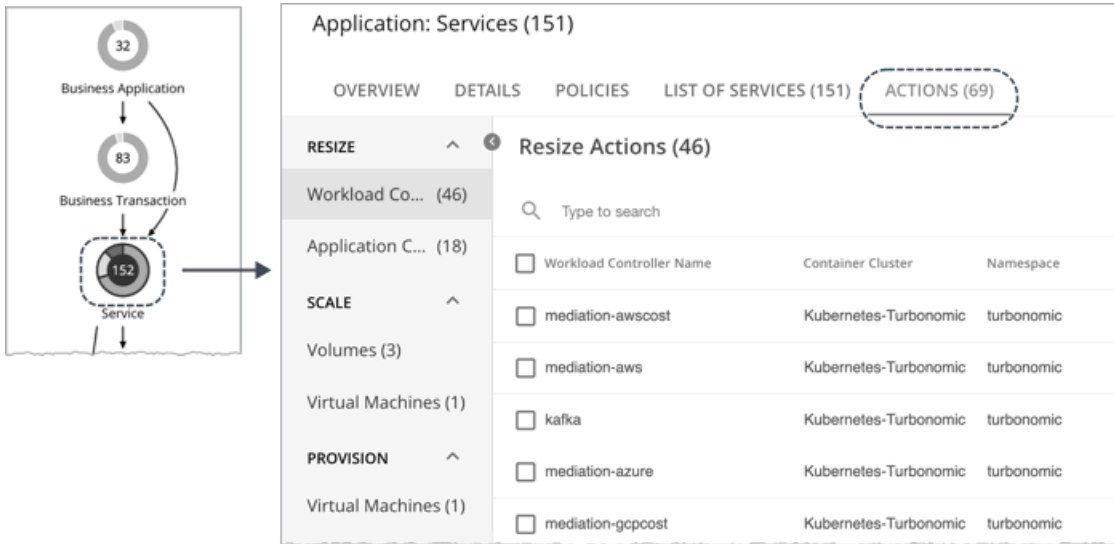 32
Business Application
83
Business Transaction
152
Service
Application: Services (151)
OVERVIEW DETAILS POLICIES LIST OF SERVICES (151) ACTIONS (69)
RESIZE
Workload Co... (46)
Application C... (18)
SCALE
Volumes (3)
Virtual Machines (1)
PROVISION
Virtual Machines (1)
Resize Actions (46)
Type to search
Workload Controller Name Container Cluster Namespace
mediation-awscost Kubernetes-Turbonomic turbonomic
mediation-aws Kubernetes-Turbonomic turbonomic
kafka Kubernetes-Turbonomic turbonomic
mediation-azure Kubernetes-Turbonomic turbonomic
mediation-gcpcost Kubernetes-Turbonomic turbonomic